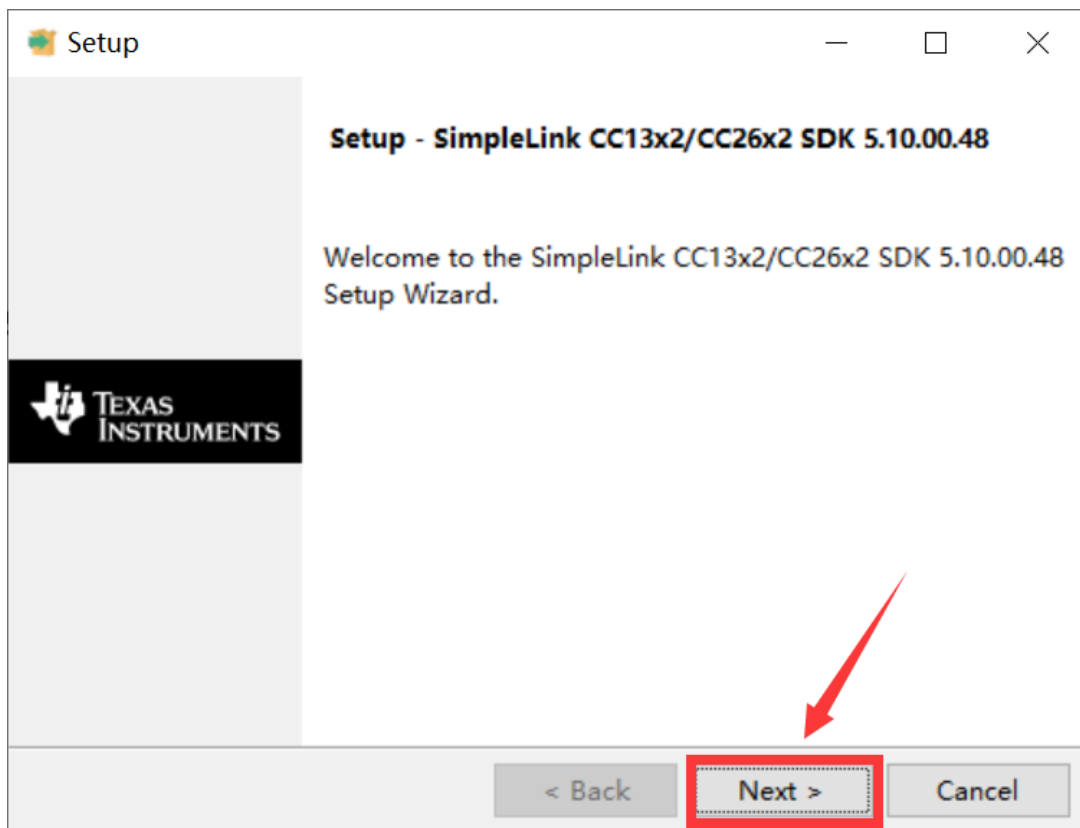 Setup
Setup - SimpleLink CC13x2/CC26x2 SDK 5.10.00.48
Welcome to the SimpleLink CC13x2/CC26x2 SDK 5.10.00.48
Setup Wizard.
TEXAS
INSTRUMENTS
< Back
Next >
Cancel